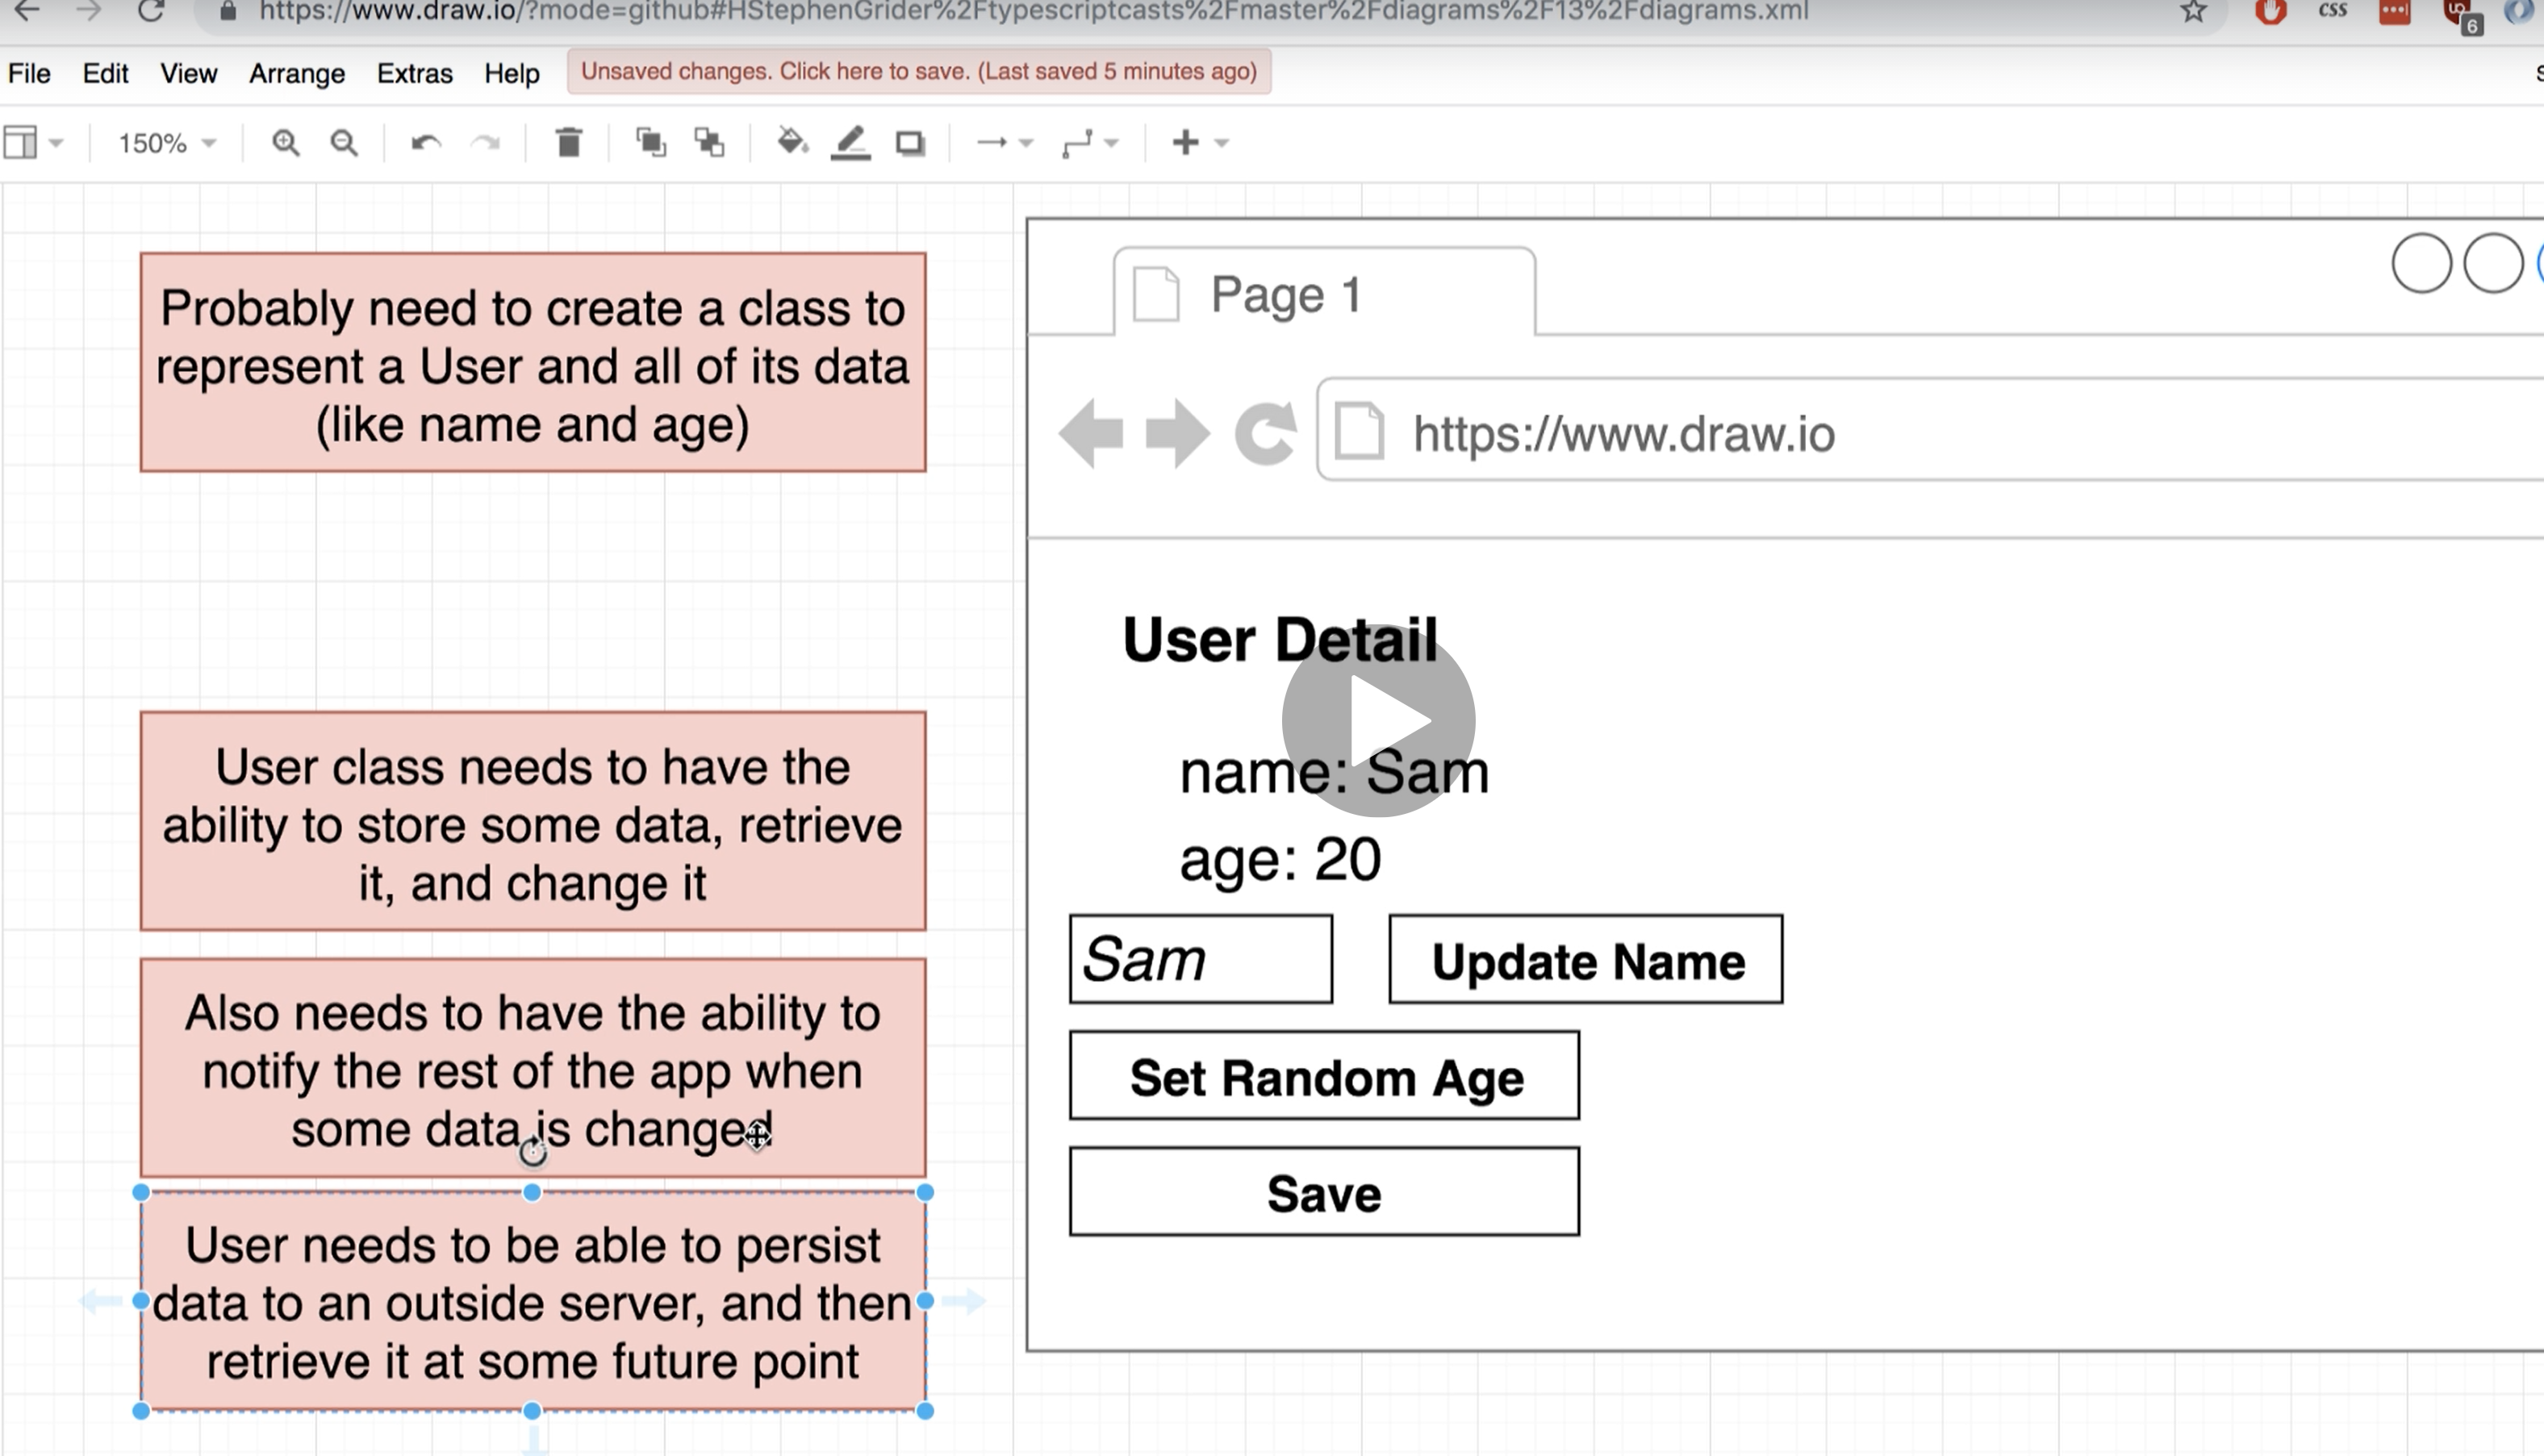 https://www.draw.io/?mode=github#HStephenGrider%2Ftypescriptcasts%2Fmaster%2Fdiagrams%2F13%2Fdiagrams.xml
CSS
6
File Edit View Arrange Extras Help Unsaved changes. Click here to save. (Last saved 5 minutes ago)
150%
Probably need to create a class to
represent a User and all of its data
(like name and age)
User class needs to have the
ability to store some data, retrieve
it, and change it
Also needs to have the ability to
notify the rest of the app when
some data is changed
User needs to be able to persist
data to an outside server, and then
retrieve it at some future point
Page 1
https://www.draw.io
User Detail
name: Sam
age: 20
Sam
Update Name
Set Random Age
Save